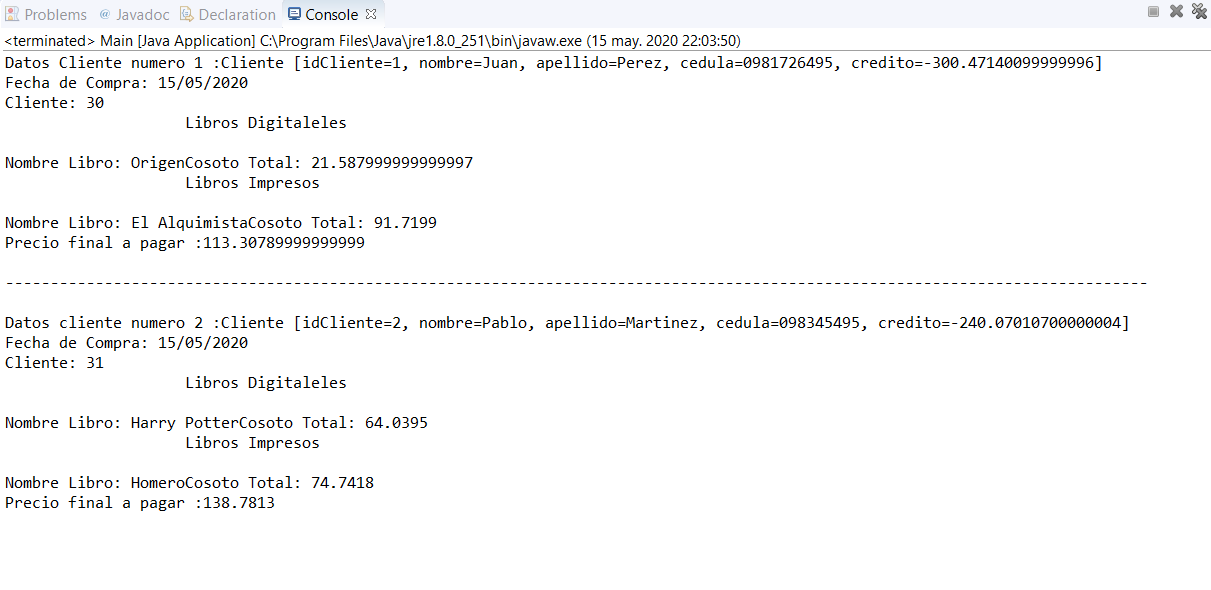 Problems @ Javadoc Declaration Console
<terminated> Main [Java Application] C:\Program Files\Java\jre1.8.0_251\bin\javaw.exe (15 may. 2020 22:03:50)
Datos Cliente numero 1 :Cliente [idCliente=1, nombre=Juan, apellido=Perez, cedula=0981726495, credito=-300.47140099999996]
Fecha de Compra: 15/05/2020
Cliente: 30
Libros Digitaleles
Nombre Libro: OrigenCosoto Total: 21.587999999999997
Libros Impresos
Nombre Libro: El AlquimistaCosoto Total: 91.7199
Precio final a pagar :113.30789999999999
-------------------------------------------------------------------------------------------------------------------------------
Datos cliente numero 2 :Cliente [idCliente=2, nombre=Pablo, apellido=Martinez, cedula=098345495, credito=-240.07010700000004]
Fecha de Compra: 15/05/2020
Cliente: 31
Libros Digitaleles
Nombre Libro: Harry PotterCosoto Total: 64.0395
Libros Impresos
Nombre Libro: HomeroCosoto Total: 74.7418
Precio final a pagar :138.7813